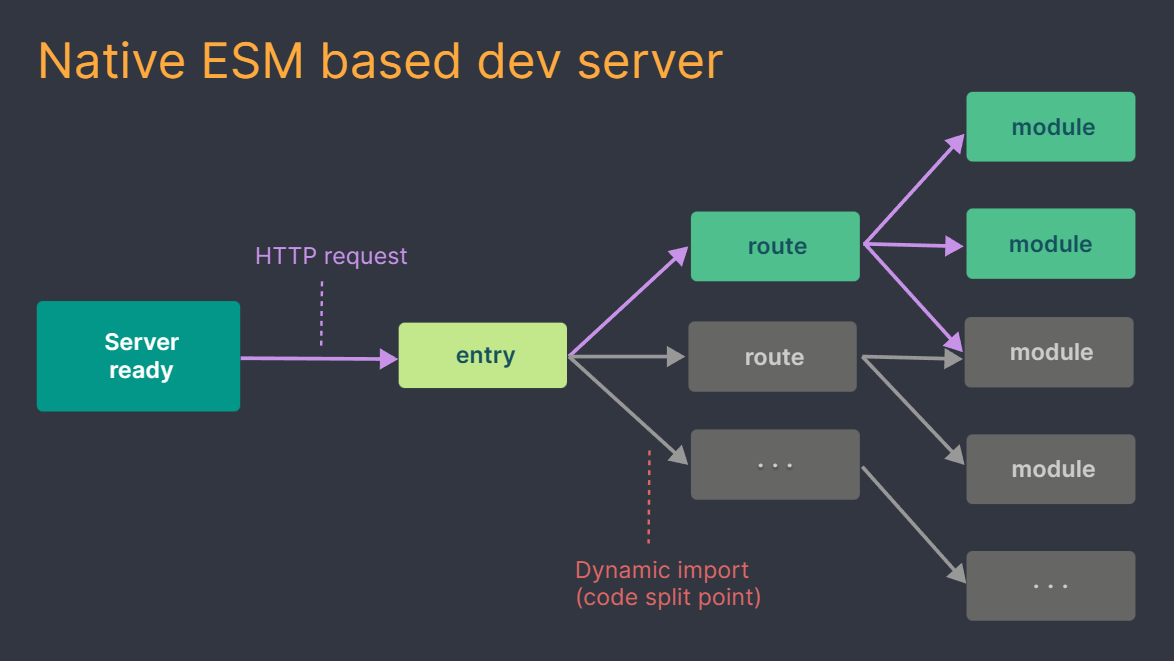 Native ESM based dev server
HTTP request
Server
ready
entry
route
route
. . .
module
module
module
module
. . .
Dynamic import
(code split point)